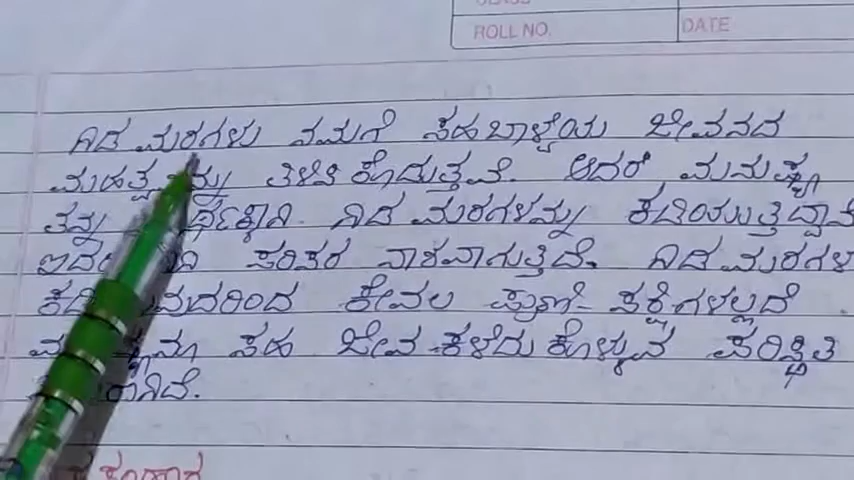 ROLL NO. DATE
ಗಿಡ ಮರಗಳು ನಮಗೆ ಸಹಬಾಳ್ವೆಯ ಜೀವನದ
ಮಹತ್ವ ತಿಳಿಸಿ ಕೊಡುತ್ತವೆ. ಆದರೆ ಮನುಷ್ಯ
ತನ್ನ ಗಿಡ ಮರಗಳನ್ನು ಕಡಿಯುತ್ತಿದ್ದಾನೆ
ಪರಿಸರ ನಾಶವಾಗುತ್ತಿದೆ. ಗಿಡ ಮರಗಳ
ಕೇವಲ ಪ್ರಾಣಿ- ಪಕ್ಷಿಗಳಲ್ಲದೆ
ಸಹ ಜೀವ ಕಳೆದುಕೊಳ್ಳುವ ಪರಿಸ್ಥಿತಿ